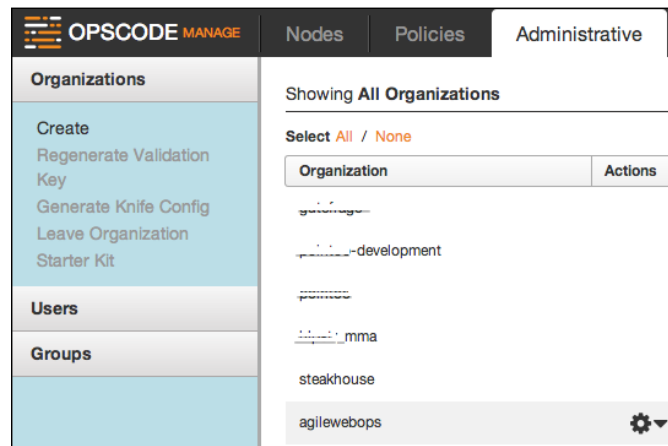 OPSCODE MANAGE
Nodes
Policies
Administrative
Organizations
Create
Regenerate Validation
Key
Generate Knife Config
Leave Organization
Starter Kit
Users
Groups
Showing All Organizations
Select All / None
Organization
Actions
-development
_mma
steakhouse
agilewebops